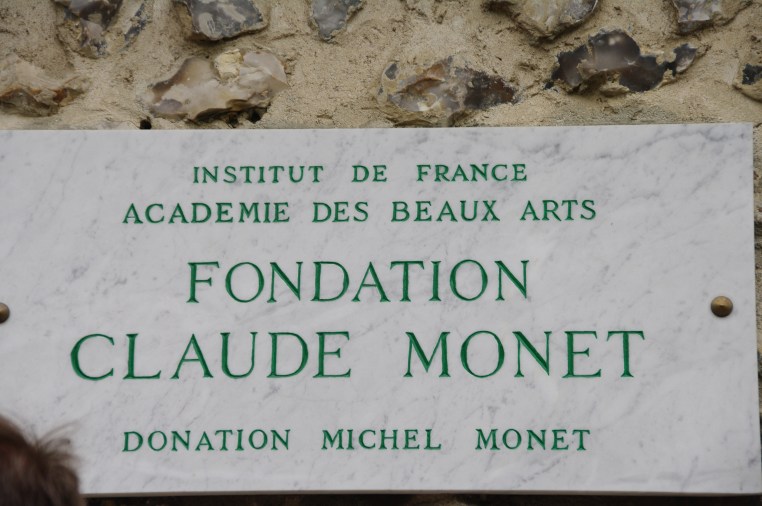 INSTITUT DE FRANCE
ACADEMIE DES BEAUX ARTS
FONDATION
CLAUDE MONET
DONATION MICHEL MONET